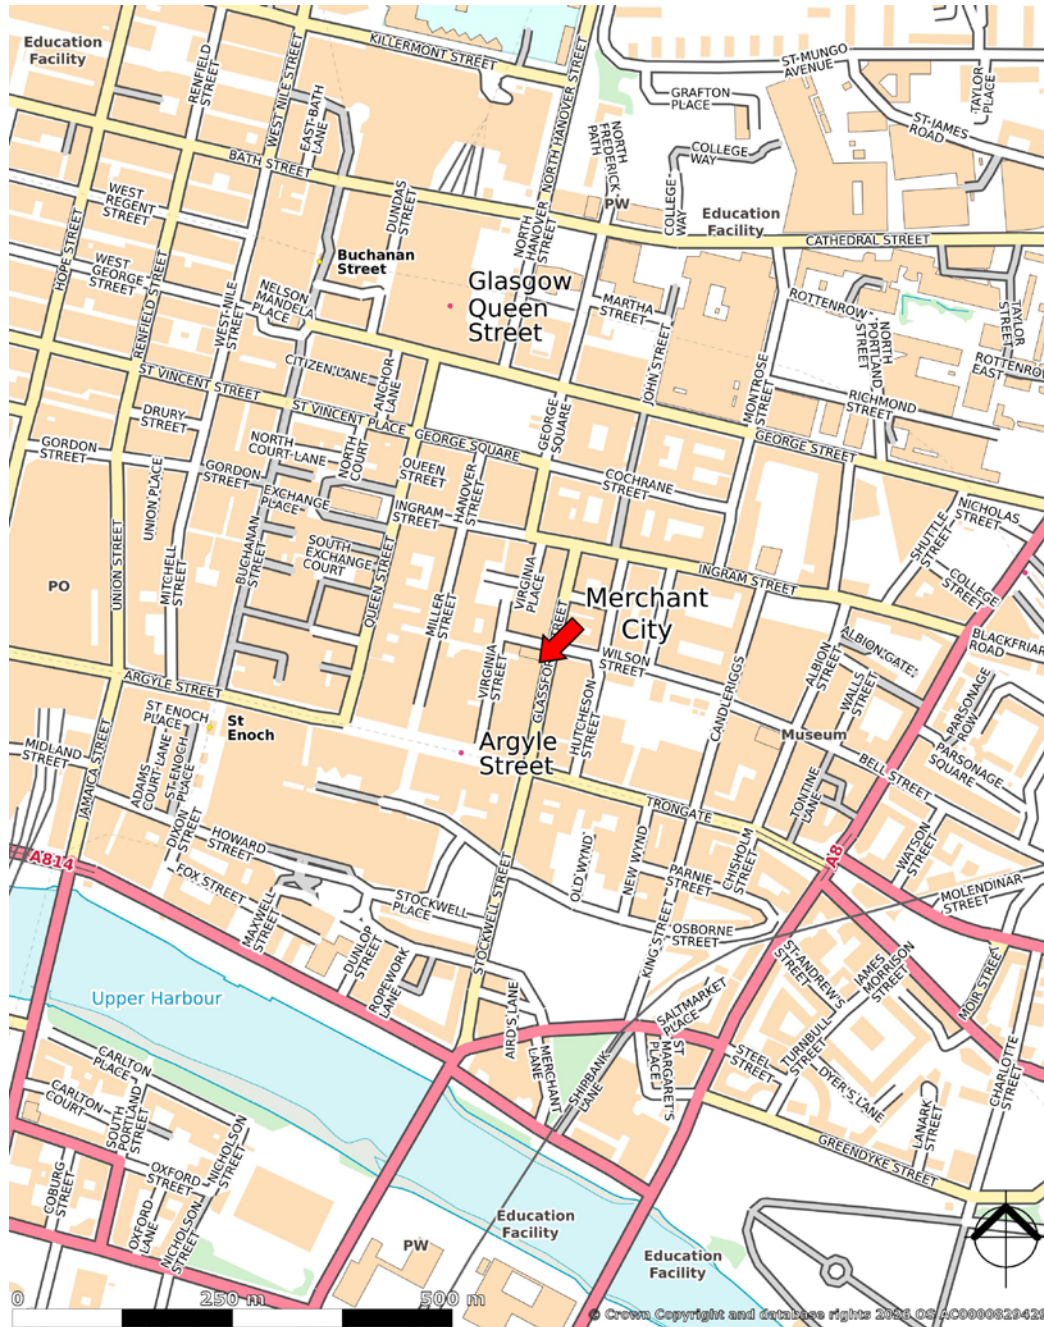 Education
Facility
KILLERMONT STREET
RENFIELD
STREET
WEST NILE STREET
EAST-BATH
LANE
NORTH HANOVER STREET
ST-MUNGO
AVENUE
TAYLOR
PLACE
GRAFTON
PLACE
ST-JAMES
ROAD
NORTH
FREDERICK
PATH
COLLEGE
WAY
COLLEGE
WAY
BATH STREET
DUNDAS
STREET
PW
Education
Facility
CATHEDRAL STREET
WEST
REGENT
STREET
HOPE STREET
WEST
GEORGE
STREET
RENFIELD STREET
WEST-NILE
STREET
Buchanan
Street
NELSON
MANDELA
PLACE
NORTH
HANOVER
STREET
Glasgow
Queen
Street
MARTHA
STREET
JOHN STREET
MONTROSE
STREET
ROTTENROW
NORTH
PORTLAND
STREET
TAYLOR
STREET
ROTTENROW
EAST
RICHMOND
STREET
CITIZEN LANE
ANCHOR
LANE
ST VINCENT STREET
ST VINCENT PLACE
GEORGE SQUARE
GEORGE
SQUARE
GEORGE STREET
DRURY
STREET
GORDON
STREET
GORDON
STREET
NORTH
COURT-LANE
NORTH
COURT
QUEEN
STREET
HANOVER
STREET
COCHRANE
STREET
NICHOLAS
STREET
SHUTTLE
STREET
COLLEGE
STREET
UNION PLACE
EXCHANGE
PLACE
INGRAM
STREET
SOUTH
EXCHANGE
COURT
INGRAM STREET
VIRGINIA
PLACE
UNION STREET
MITCHELL
STREET
BUCHANAN
STREET
QUEEN STREET
MILLER
STREET
PO
Merchant
City
BLACKFRIAR
ROAD
ALBION GATE
ALBION
STREET
WALLS
STREET
PARSONAGE
ROW
PARSONAGE
SQUARE
WILSON
STREET
VIRGINIA
STREET
HUTCHESON
STREET
CANDLERIGGS
ARGYLE STREET
ST ENOCH
PLACE
St
Enoch
Argyle
Street
Museum
BELL STREET
MIDLAND
STREET
JAMAICA STREET
ADAMS
COURT-LANE
ST-ENOCH
PLACE
DIXON
STREET
TRONGATE
TONTINE
LANE
WATSON
STREET
A8
A814
HOWARD
STREET
FOX STREET
MAXWELL
STREET
STOCKWELL
PLACE
STOCKWELL STREET
OLD WYND
NEW WYND
PARNIE
STREET
CHISHOLM
STREET
MOLENDINAR
STREET
OSBORNE
STREET
KING STREET
DUNLOP
STREET
ROPEWORK
LANE
ST-ANDREW'S
STREET
JAMES
MORRISON
STREET
MOIR STREET
Upper Harbour
AIRD'S LANE
MERCHANT
LANE
SHIPBANK
LANE
SALTMARKET
PLACE
ST
MARGARET'S
PLACE
STEEL
STREET
TURNBULL
STREET
DYER'S LANE
CHARLOTTE
STREET
LANARK
STREET
GREENDYKE STREET
CARLTON
PLACE
CARLTON
COURT
SOUTH
PORTLAND
STREET
NICHOLSON
STREET
COBURG
STREET
OXFORD
STREET
OXFORD
LANE
NICHOLSON
STREET
PW
Education
Facility
Education
Facility
0 250 m 500 m